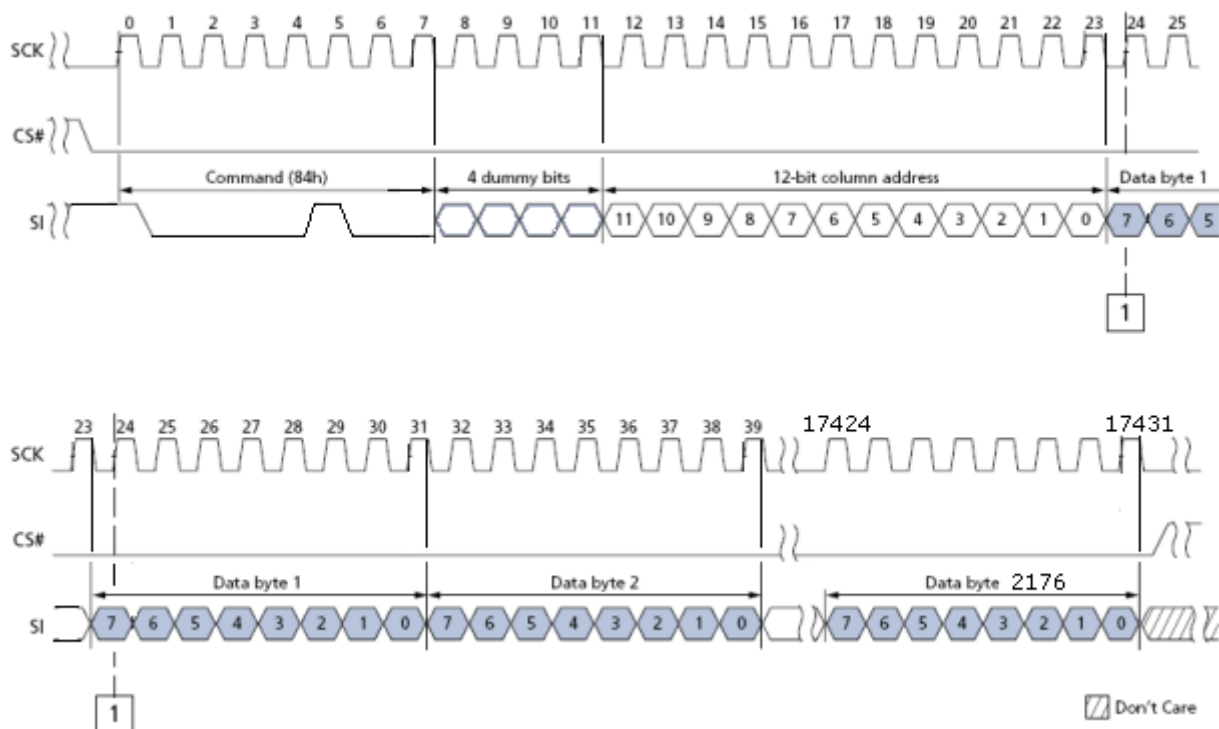 0 1 2 3 4 5 6 7 8 9 10 11 12 13 14 15 16 17 18 19 20 21 22 23 24 25
SCK
CS#
Command (84h) 4 dummy bits 12-bit column address Data byte 1
SI 11 10 9 8 7 6 5 4 3 2 1 0 7 6 5
1
23 24 25 26 27 28 29 30 31 32 33 34 35 36 37 38 39 17424 17431
SCK
CS#
Data byte 1 Data byte 2 Data byte 2176
SI 7 6 5 4 3 2 1 0 7 6 5 4 3 2 1 0 7 6 5 4 3 2 1 0
1
Don't Care